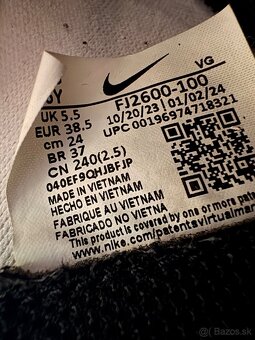 VG
UK 5.5
FJ2600-100
EUR 38.5
10/20/23 | 01/02/24
cm 24
UPC 00196974718321
BR 37
CN 240(2.5)
040EF9QHJBFJP
MADE IN VIETNAM
HECHO EN VIETNAM
FABRIQUE AU VIETNAM
FABRICADO NO VIETNA
This product is covered by one or more pate
www.nike.com/patents
Bazos.sk